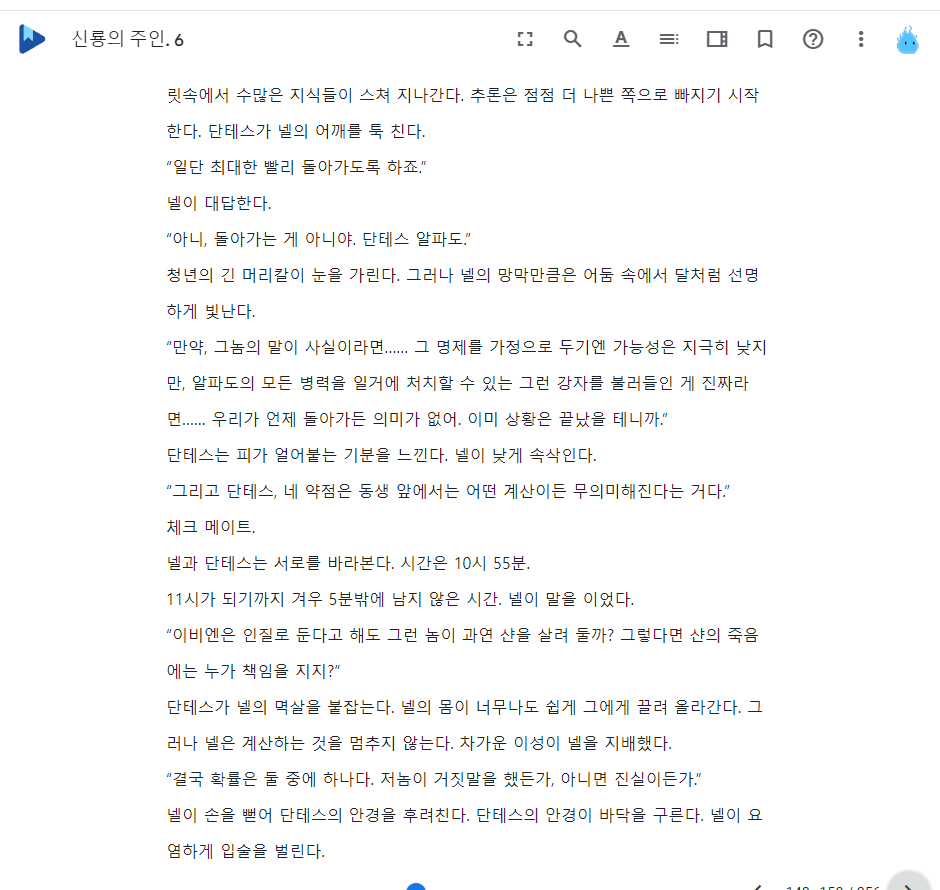 신룡의 주인. 6
릿속에서 수많은 지식들이 스쳐 지나간다. 추론은 점점 더 나쁜 쪽으로 빠지기 시작
한다. 단테스가 넬의 어깨를 툭 친다.
“일단 최대한 빨리 돌아가도록 하죠.”
넬이 대답한다.
“아니, 돌아가는 게 아니야. 단테스 알파도.”
청년의 긴 머리칼이 눈을 가린다. 그러나 넬의 망막만큼은 어둠 속에서 달처럼 선명
하게 빛난다.
“만약, 그놈의 말이 사실이라면...... 그 명제를 가정으로 두기엔 가능성은 지극히 낮지
만, 알파도의 모든 병력을 일거에 처치할 수 있는 그런 강자를 불러들인 게 진짜라
면...... 우리가 언제 돌아가든 의미가 없어. 이미 상황은 끝났을 테니까.”
단테스는 피가 얼어붙는 기분을 느낀다. 넬이 낮게 속삭인다.
“그리고 단테스, 네 약점은 동생 앞에서는 어떤 계산이든 무의미해진다는 거다.”
체크 메이트.
넬과 단테스는 서로를 바라본다. 시간은 10시 55분.
11시가 되기까지 겨우 5분밖에 남지 않은 시간. 넬이 말을 이었다.
“이비엔은 인질로 둔다고 해도 그런 놈이 과연 샨을 살려 둘까? 그렇다면 샨의 죽음
에는 누가 책임을 지지?”
단테스가 넬의 멱살을 붙잡는다. 넬의 몸이 너무나도 쉽게 그에게 끌려 올라간다. 그
러나 넬은 계산하는 것을 멈추지 않는다. 차가운 이성이 넬을 지배했다.
“결국 확률은 둘 중에 하나다. 저놈이 거짓말을 했든가, 아니면 진실이든가.”
넬이 손을 뻗어 단테스의 안경을 후려친다. 단테스의 안경이 바닥을 구른다. 넬이 요
염하게 입술을 벌린다.